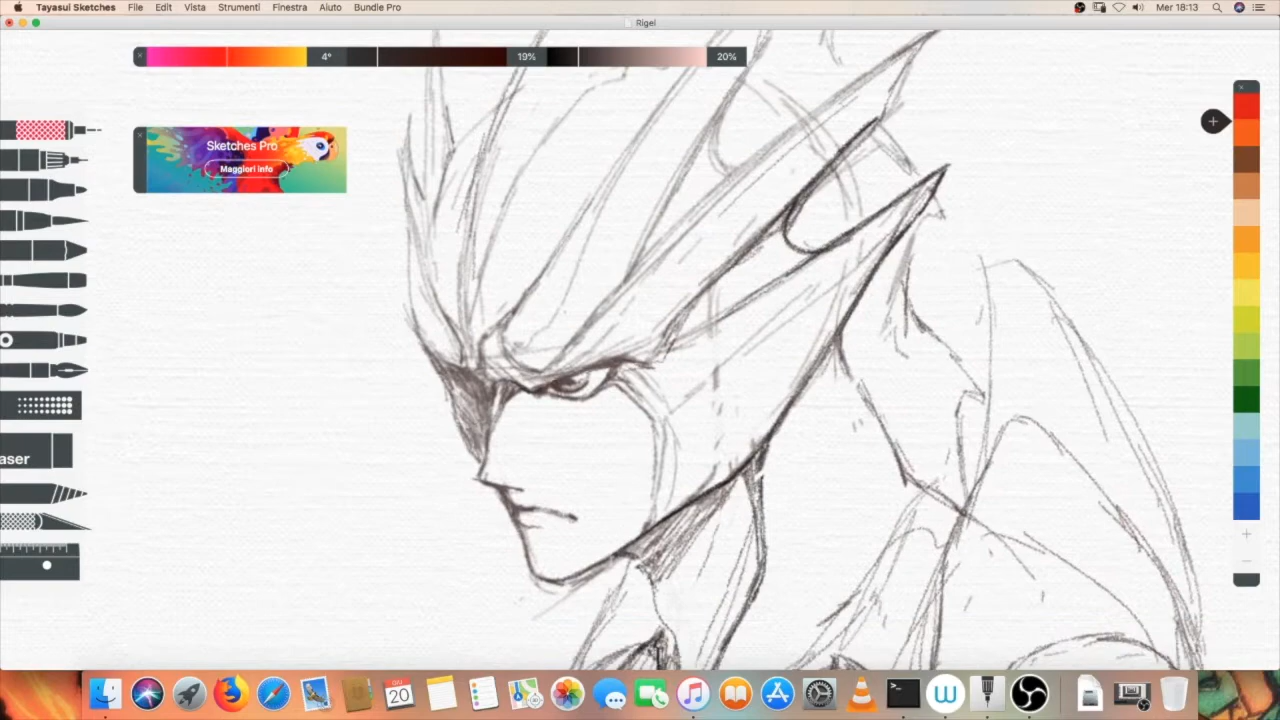 Tayasui Sketches File Edit Vista Strumenti Finestra Aiuto Bundle Pro Mer 18:13
Rigel
4° 19% 20%
Sketches Pro
Maggiori info
aser
20